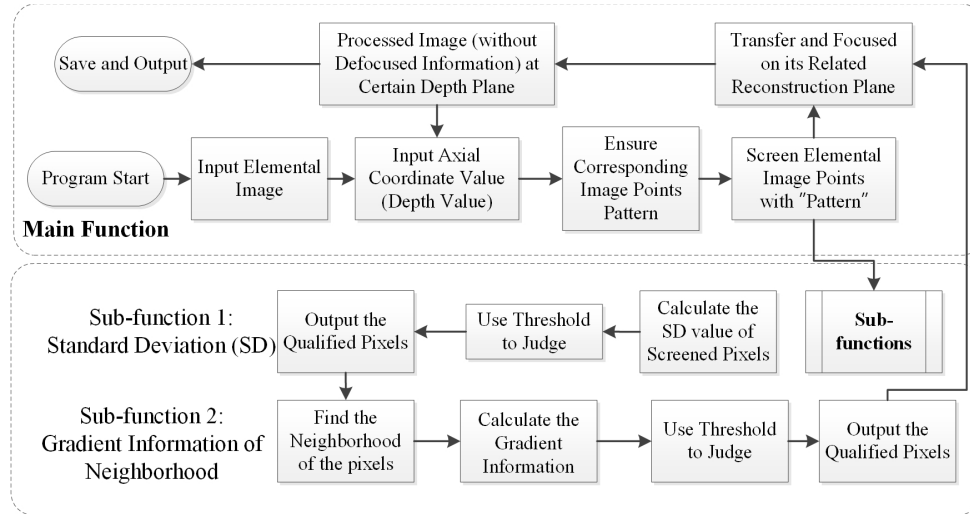 Save and Output
Processed Image (without
Defocused Information) at
Certain Depth Plane
Transfer and Focused
on its Related
Reconstruction Plane
Program Start
Input Elemental
Image
Input Axial
Coordinate Value
(Depth Value)
Ensure
Corresponding
Image Points
Pattern
Screen Elemental
Image Points
with "Pattern"
Main Function
Sub-function 1:
Standard Deviation (SD)
Output the
Qualified Pixels
Use Threshold
to Judge
Calculate the
SD value of
Screened Pixels
Sub-
functions
Sub-function 2:
Gradient Information of
Neighborhood
Find the
Neighborhood
of the pixels
Calculate the
Gradient
Information
Use Threshold
to Judge
Output the
Qualified Pixels